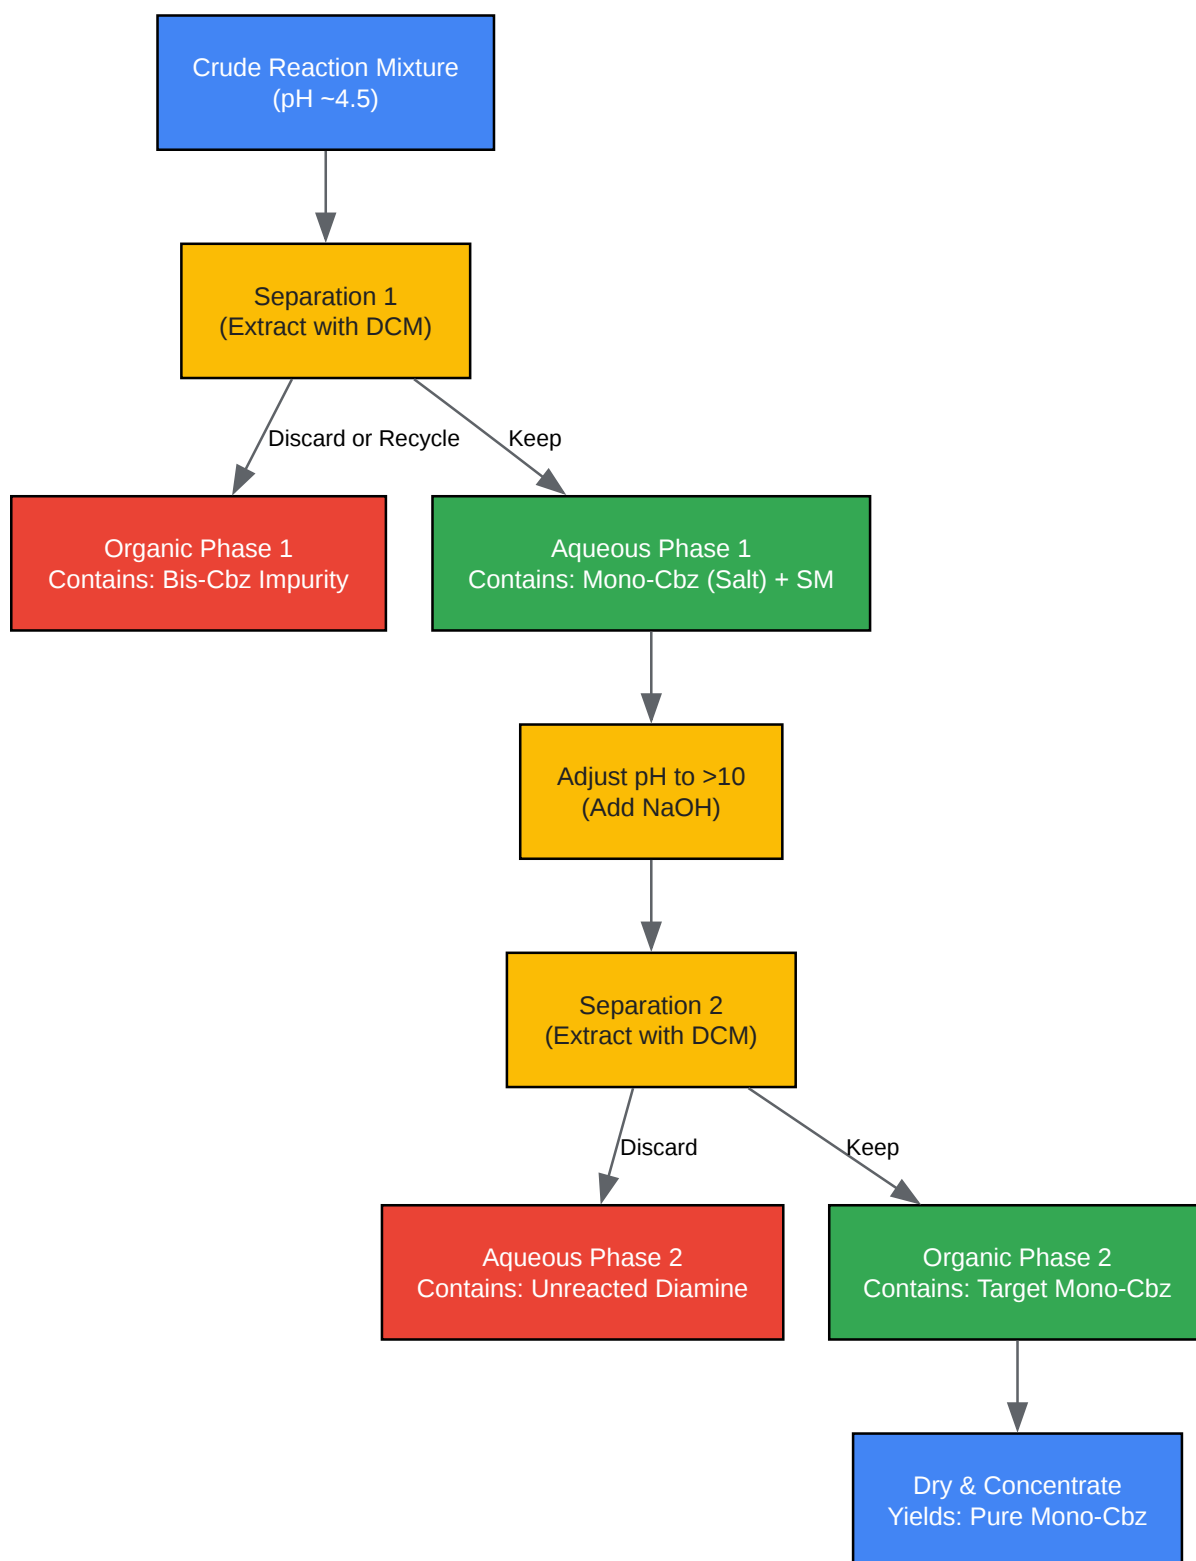 Crude Reaction Mixture
(pH ~4.5)
Separation 1
(Extract with DCM)
Discard or Recycle
Keep
Organic Phase 1
Contains: Bis-Cbz Impurity
Aqueous Phase 1
Contains: Mono-Cbz (Salt) + SM
Adjust pH to >10
(Add NaOH)
Separation 2
(Extract with DCM)
Discard
Keep
Aqueous Phase 2
Contains: Unreacted Diamine
Organic Phase 2
Contains: Target Mono-Cbz
Dry & Concentrate
Yields: Pure Mono-Cbz